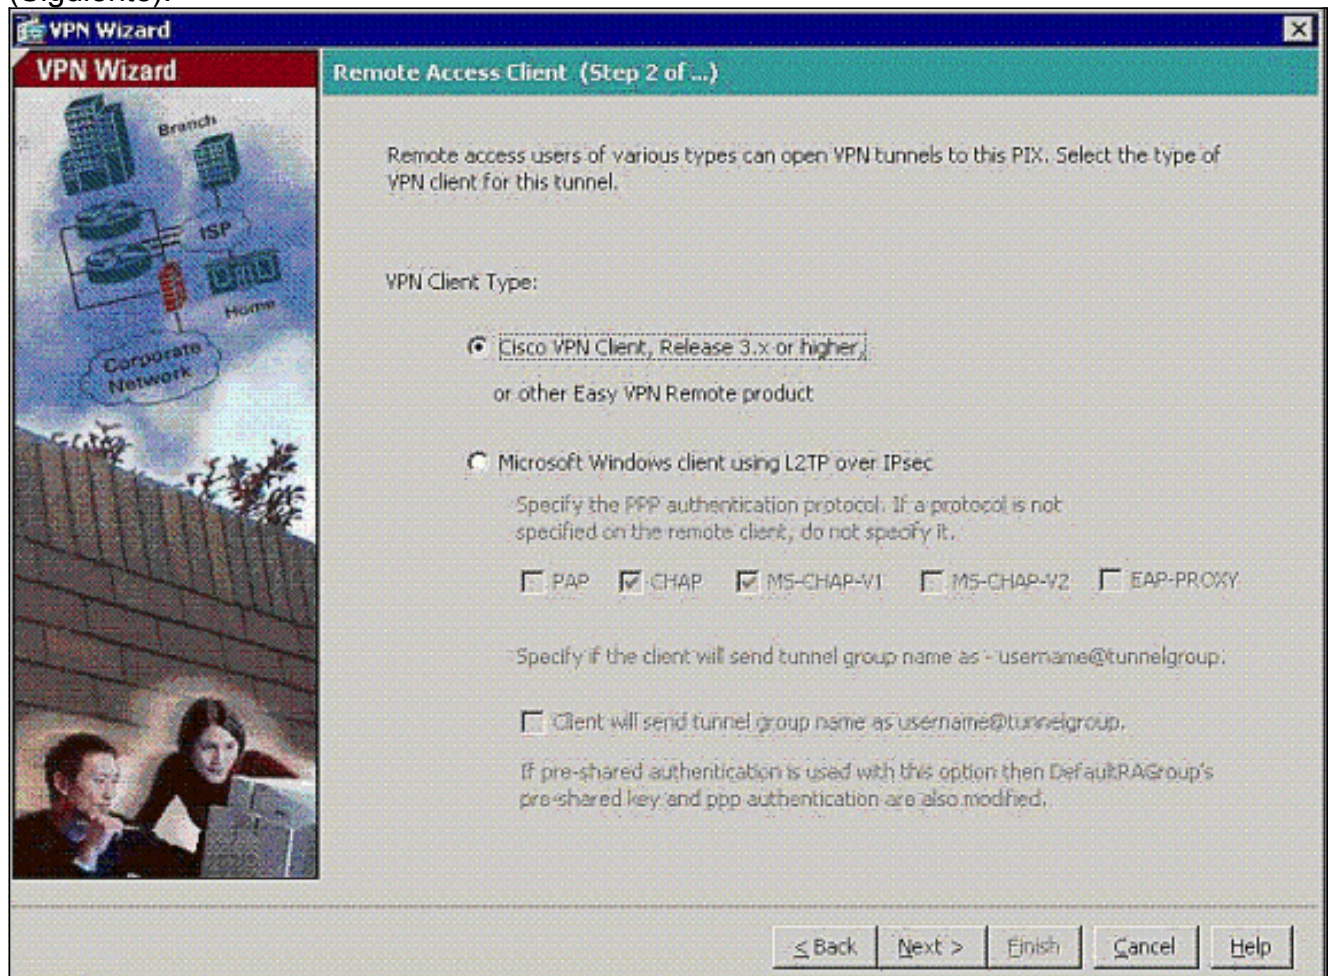 (Siguiente).
VPN Wizard
VPN Wizard
Branch
ISP
Home
Corporate
Network
Remote Access Client (Step 2 of ...)
Remote access users of various types can open VPN tunnels to this PIX. Select the type of
VPN client for this tunnel.
VPN Client Type:
Cisco VPN Client, Release 3.x or higher,
or other Easy VPN Remote product
Microsoft Windows client using L2TP over IPsec
Specify the PPP authentication protocol. If a protocol is not
specified on the remote client, do not specify it.
PAP CHAP MS-CHAP-V1 MS-CHAP-V2 EAP-PROXY
Specify if the client will send tunnel group name as - username@tunnelgroup.
Client will send tunnel group name as username@tunnelgroup.
If pre-shared authentication is used with this option then DefaultRAGroup's
pre-shared key and ppp authentication are also modified.
< Back Next > Finish Cancel Help